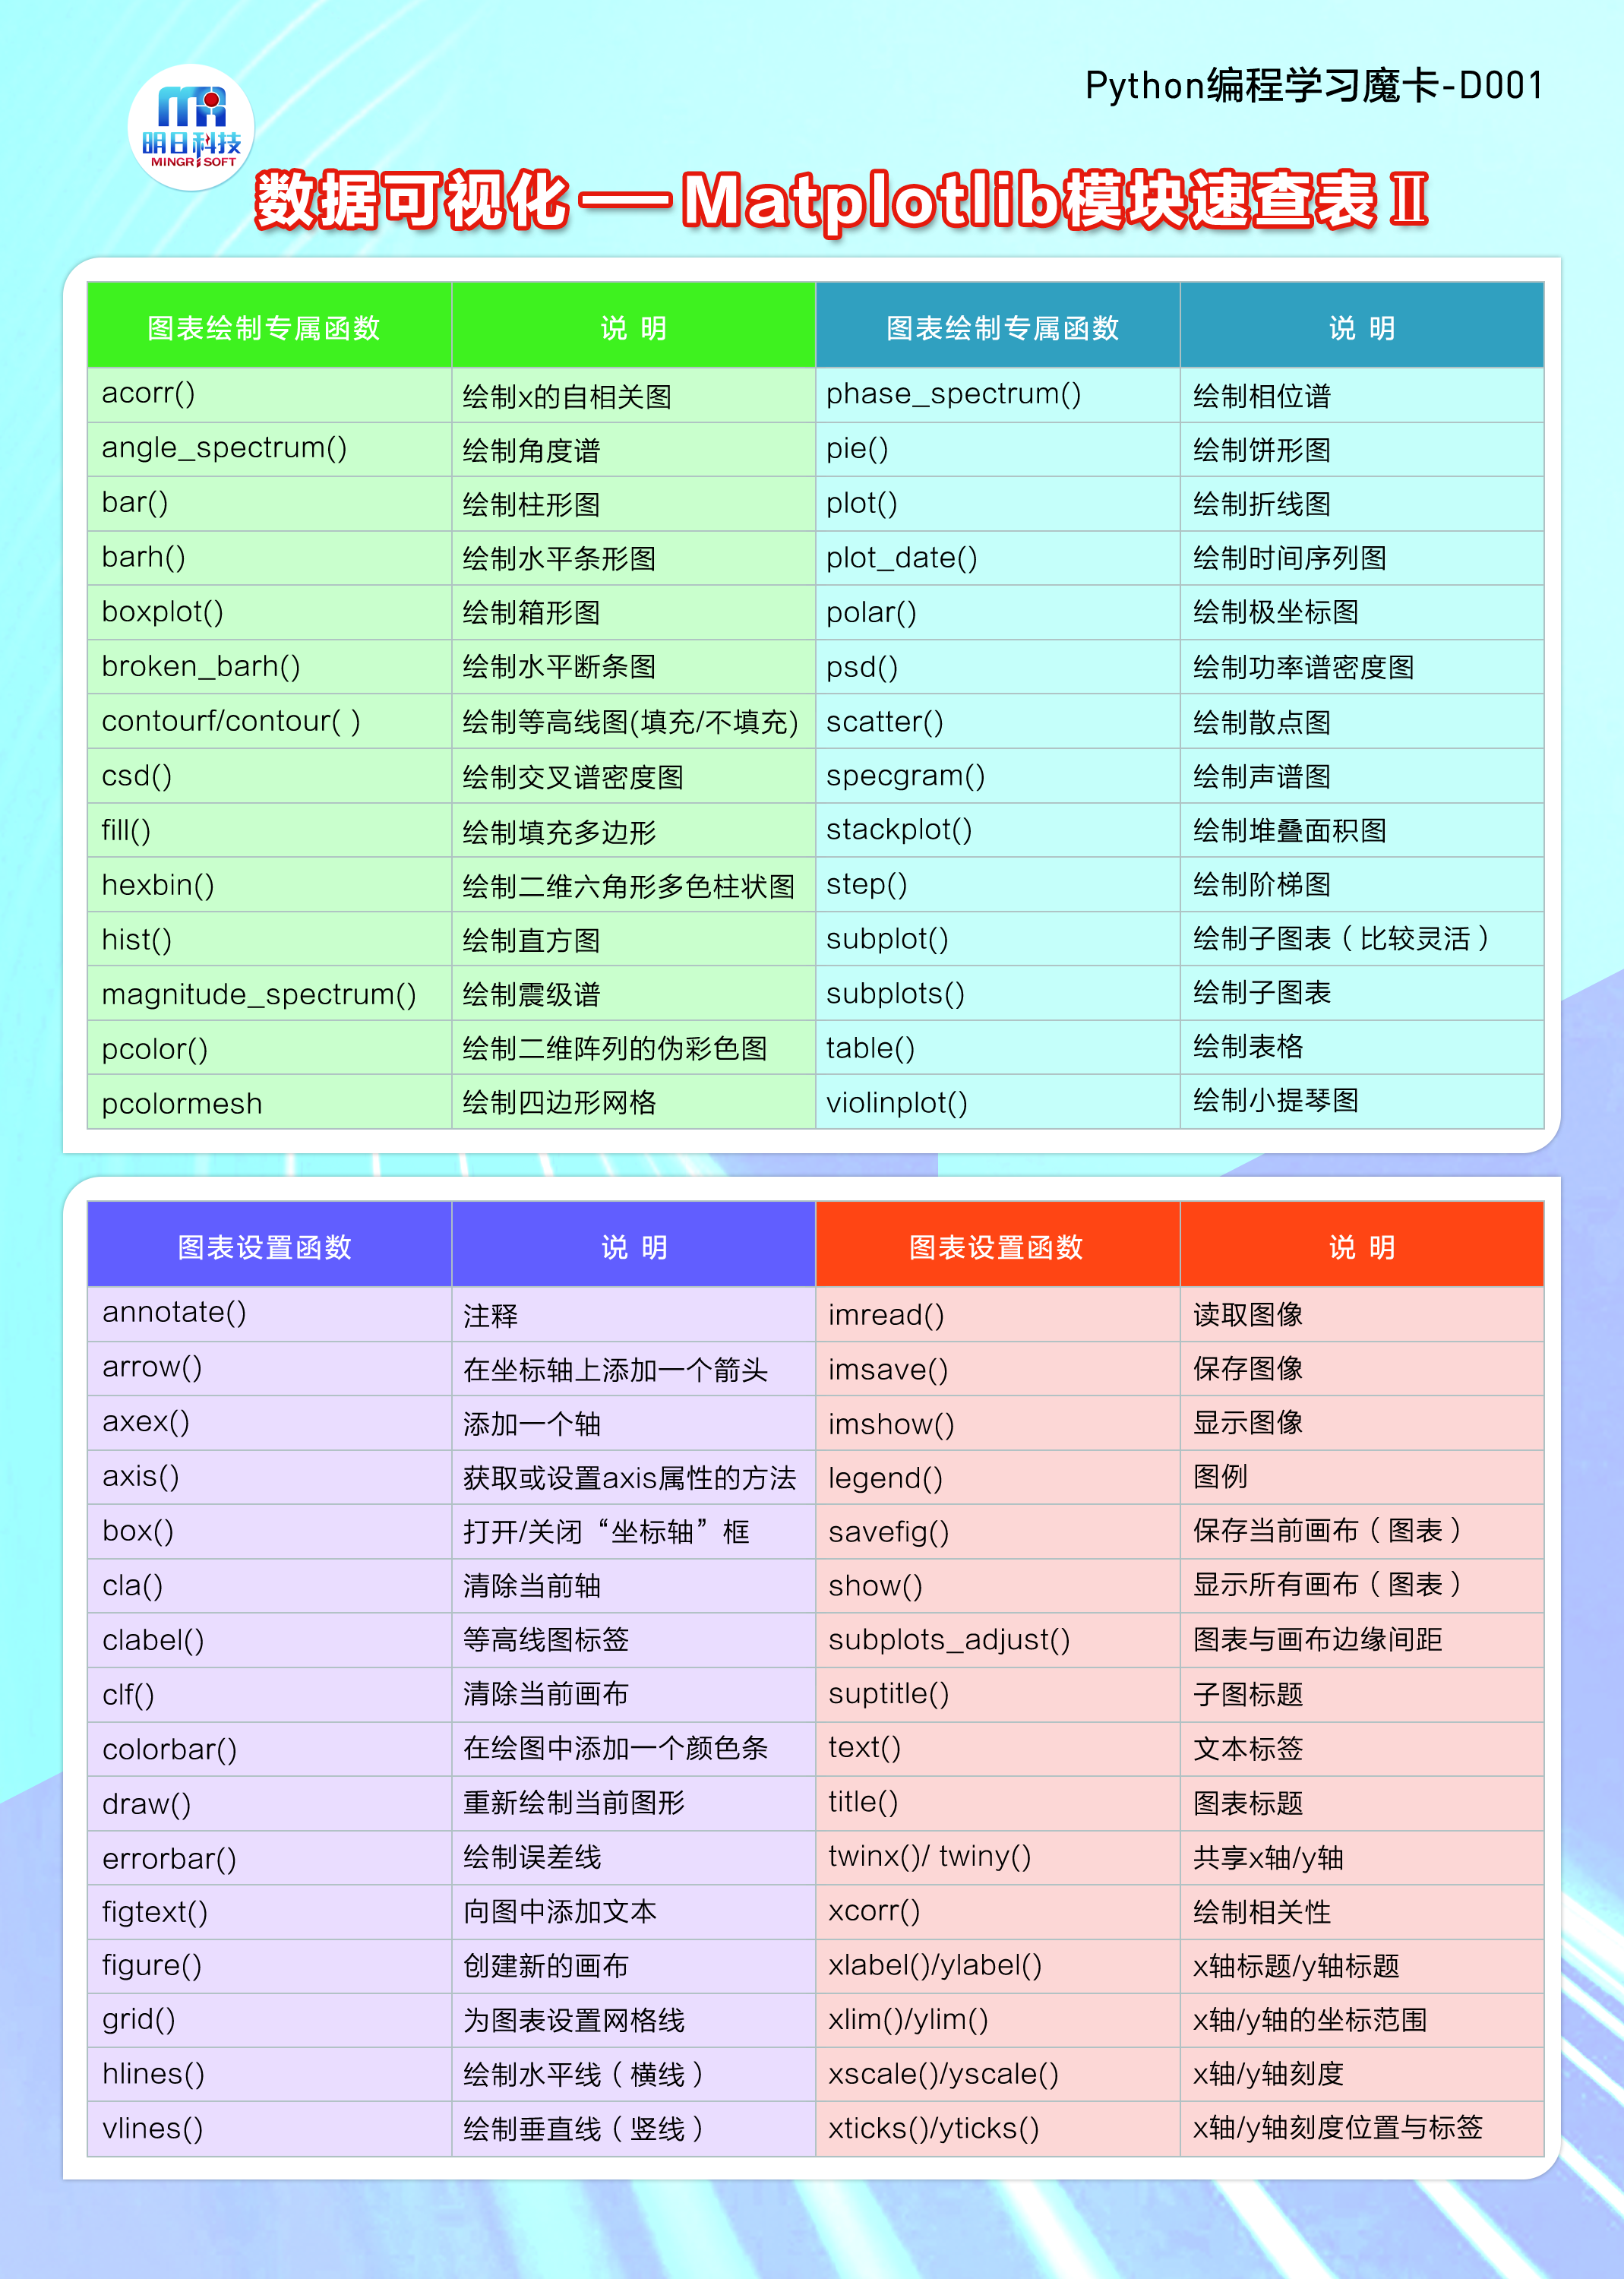 Python编程学习魔卡-D001
明日科技
MINGRISOFT
数据可视化——Matplotlib模块速查表Ⅱ
图表绘制专属函数 说 明 图表绘制专属函数 说 明
acorr() 绘制x的自相关图 phase_spectrum() 绘制相位谱
angle_spectrum() 绘制角度谱 pie() 绘制饼形图
bar() 绘制柱形图 plot() 绘制折线图
barh() 绘制水平条形图 plot_date() 绘制时间序列图
boxplot() 绘制箱形图 polar() 绘制极坐标图
broken_barh() 绘制水平断条图 psd() 绘制功率谱密度图
contourf/contour( ) 绘制等高线图(填充/不填充) scatter() 绘制散点图
csd() 绘制交叉谱密度图 specgram() 绘制声谱图
fill() 绘制填充多边形 stackplot() 绘制堆叠面积图
hexbin() 绘制二维六角形多色柱状图 step() 绘制阶梯图
hist() 绘制直方图 subplot() 绘制子图表（比较灵活）
magnitude_spectrum() 绘制震级谱 subplots() 绘制子图表
pcolor() 绘制二维阵列的伪彩色图 table() 绘制表格
pcolormesh 绘制四边形网格 violinplot() 绘制小提琴图
图表设置函数 说 明 图表设置函数 说 明
annotate() 注释 imread() 读取图像
arrow() 在坐标轴上添加一个箭头 imsave() 保存图像
axex() 添加一个轴 imshow() 显示图像
axis() 获取或设置axis属性的方法 legend() 图例
box() 打开/关闭“坐标轴”框 savefig() 保存当前画布（图表）
cla() 清除当前轴 show() 显示所有画布（图表）
clabel() 等高线图标签 subplots_adjust() 图表与画布边缘间距
clf() 清除当前画布 suptitle() 子图标题
colorbar() 在绘图中添加一个颜色条 text() 文本标签
draw() 重新绘制当前图形 title() 图表标题
errorbar() 绘制误差线 twinx()/ twiny() 共享x轴/y轴
figtext() 向图中添加文本 xcorr() 绘制相关性
figure() 创建新的画布 xlabel()/ylabel() x轴标题/y轴标题
grid() 为图表设置网格线 xlim()/ylim() x轴/y轴的坐标范围
hlines() 绘制水平线（横线） xscale()/yscale() x轴/y轴刻度
vlines() 绘制垂直线（竖线） xticks()/yticks() x轴/y轴刻度位置与标签